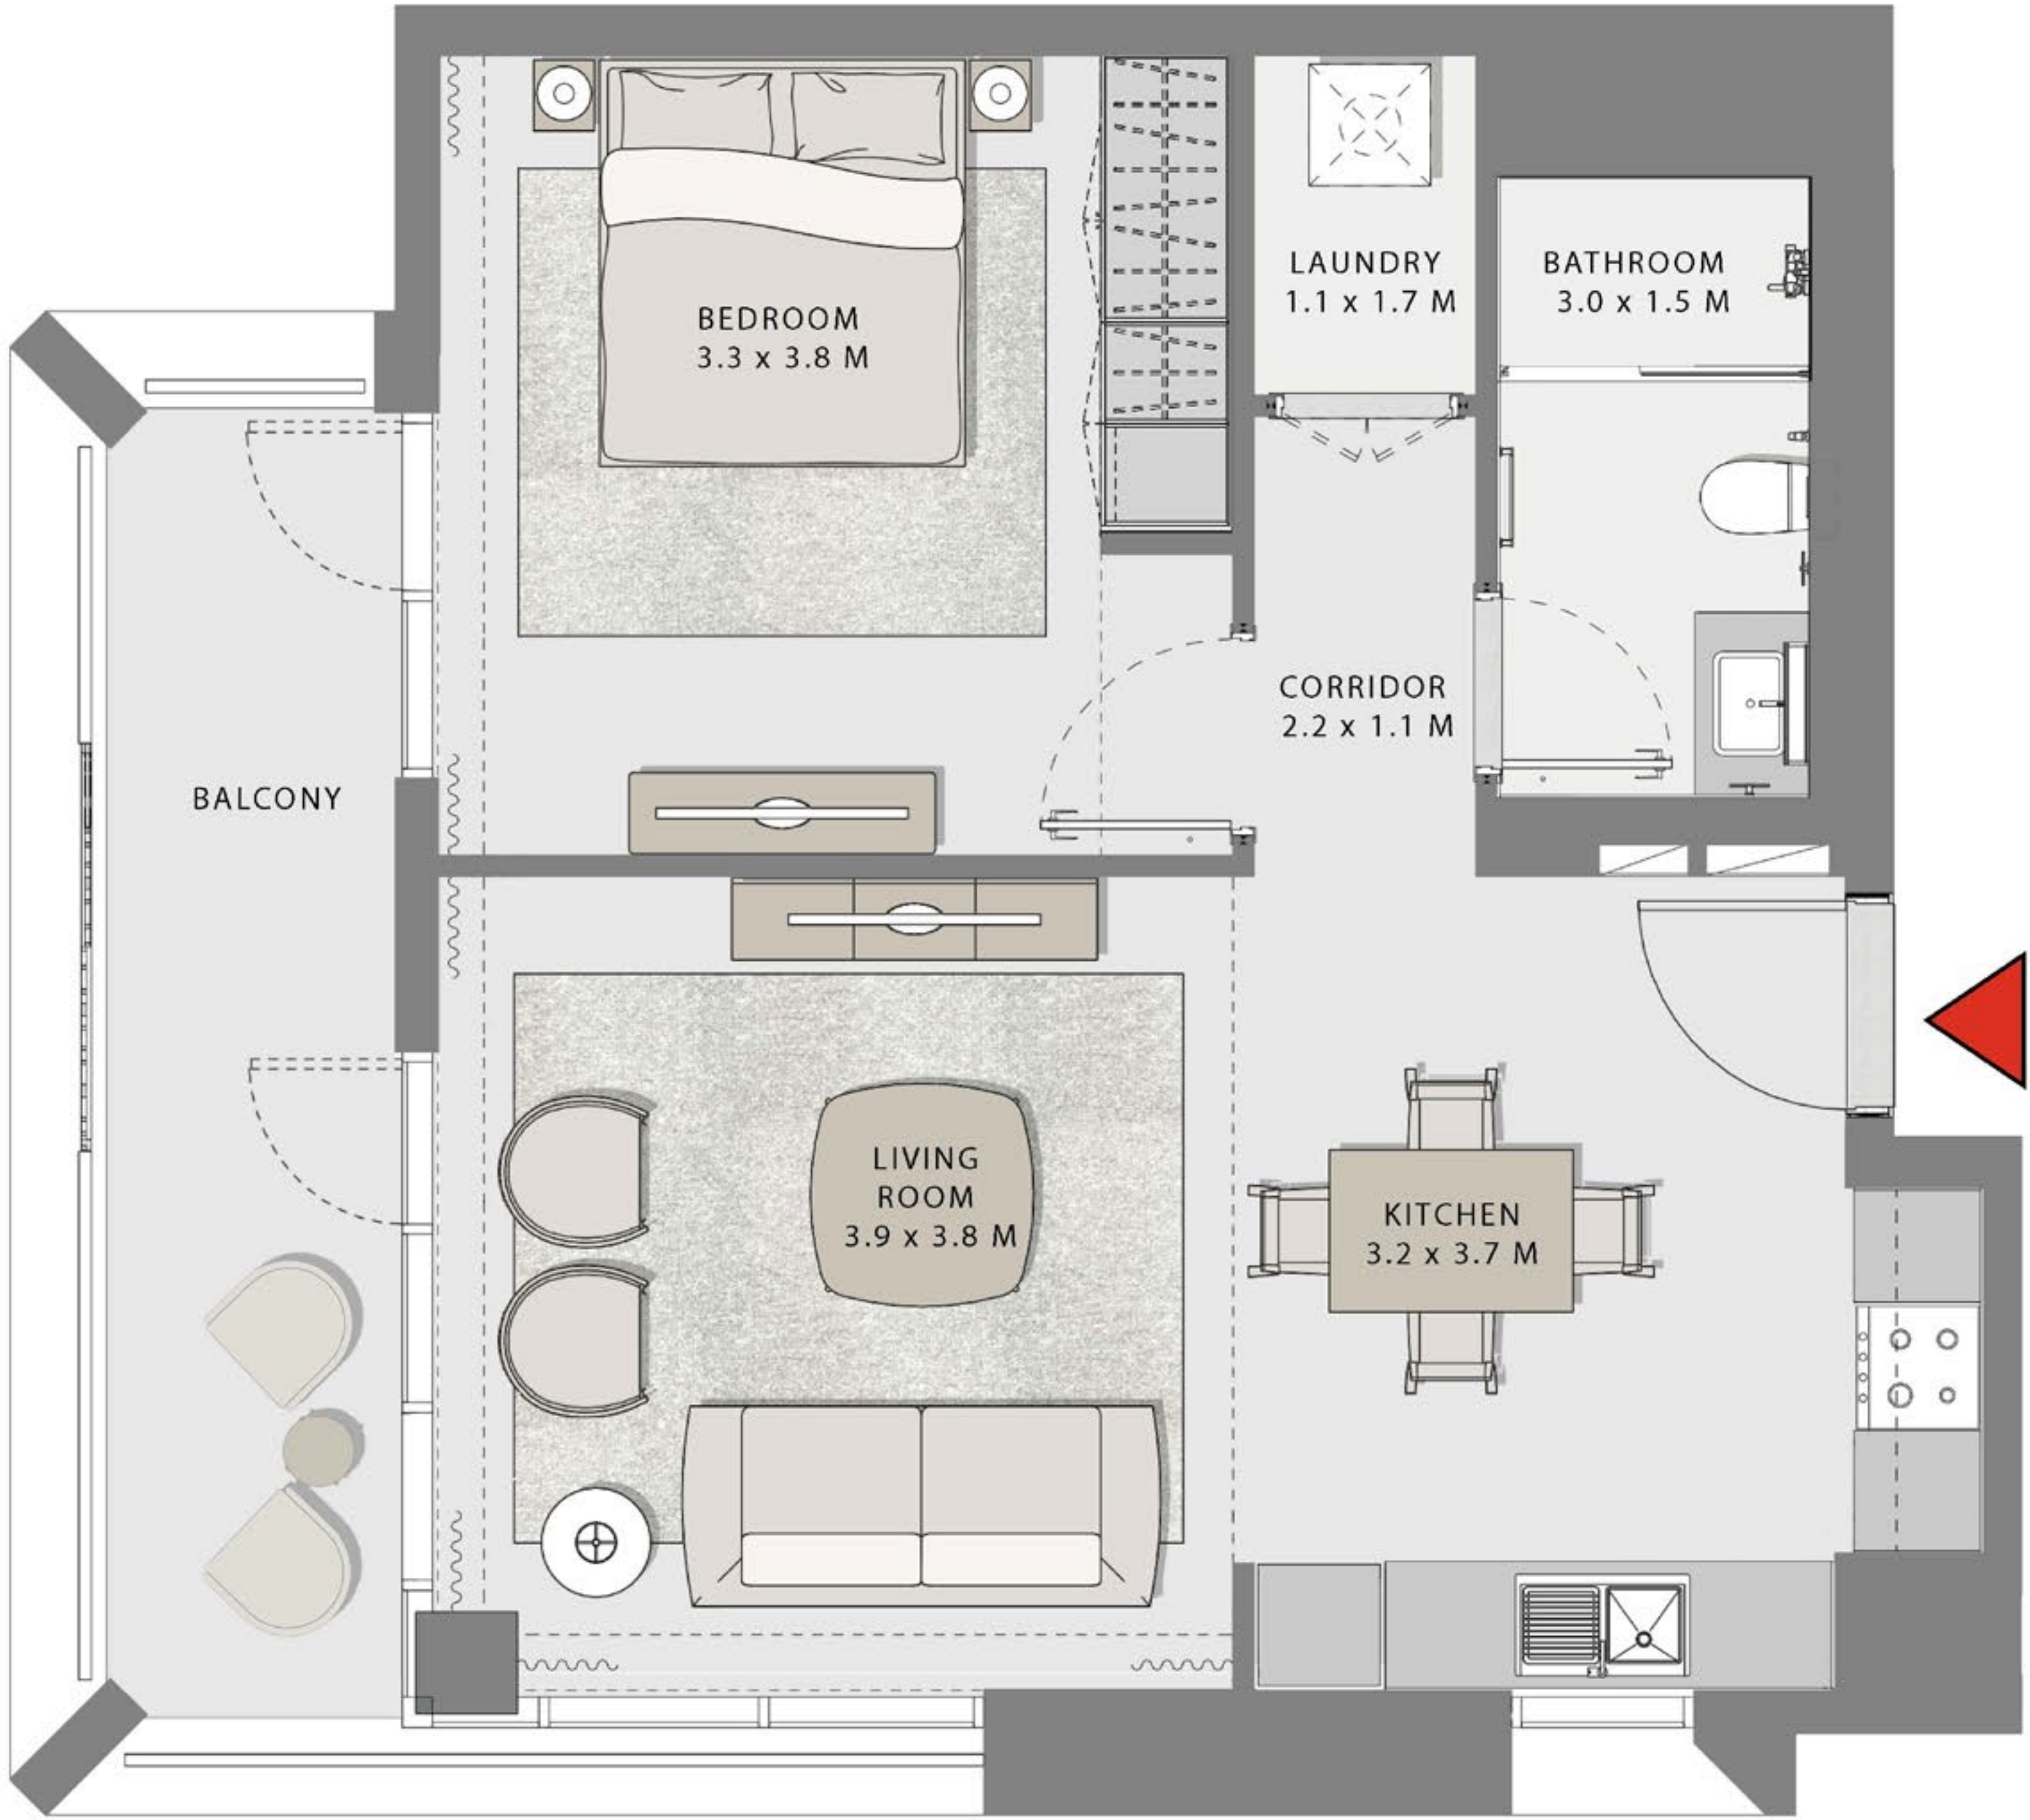 LAUNDRY
1.1 x 1.7 M
BATHROOM
3.0 x 1.5 M
BEDROOM
3.3 x 3.8 M
CORRIDOR
2.2 x 1.1 M
BALCONY
LIVING
ROOM
3.9 x 3.8 M
KITCHEN
3.2 x 3.7 M